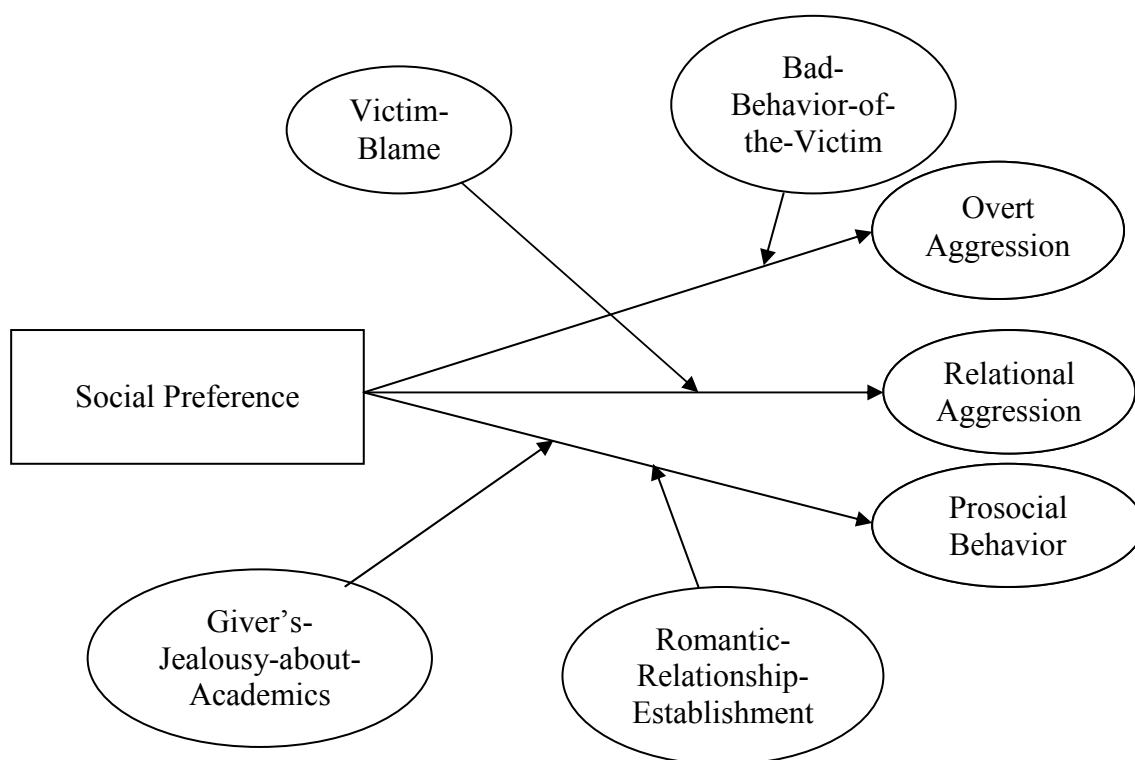 Victim-
Blame
Bad-
Behavior-of-
the-Victim
Overt
Aggression
Social Preference
Relational
Aggression
Prosocial
Behavior
Giver’s-
Jealousy-about-
Academics
Romantic-
Relationship-
Establishment